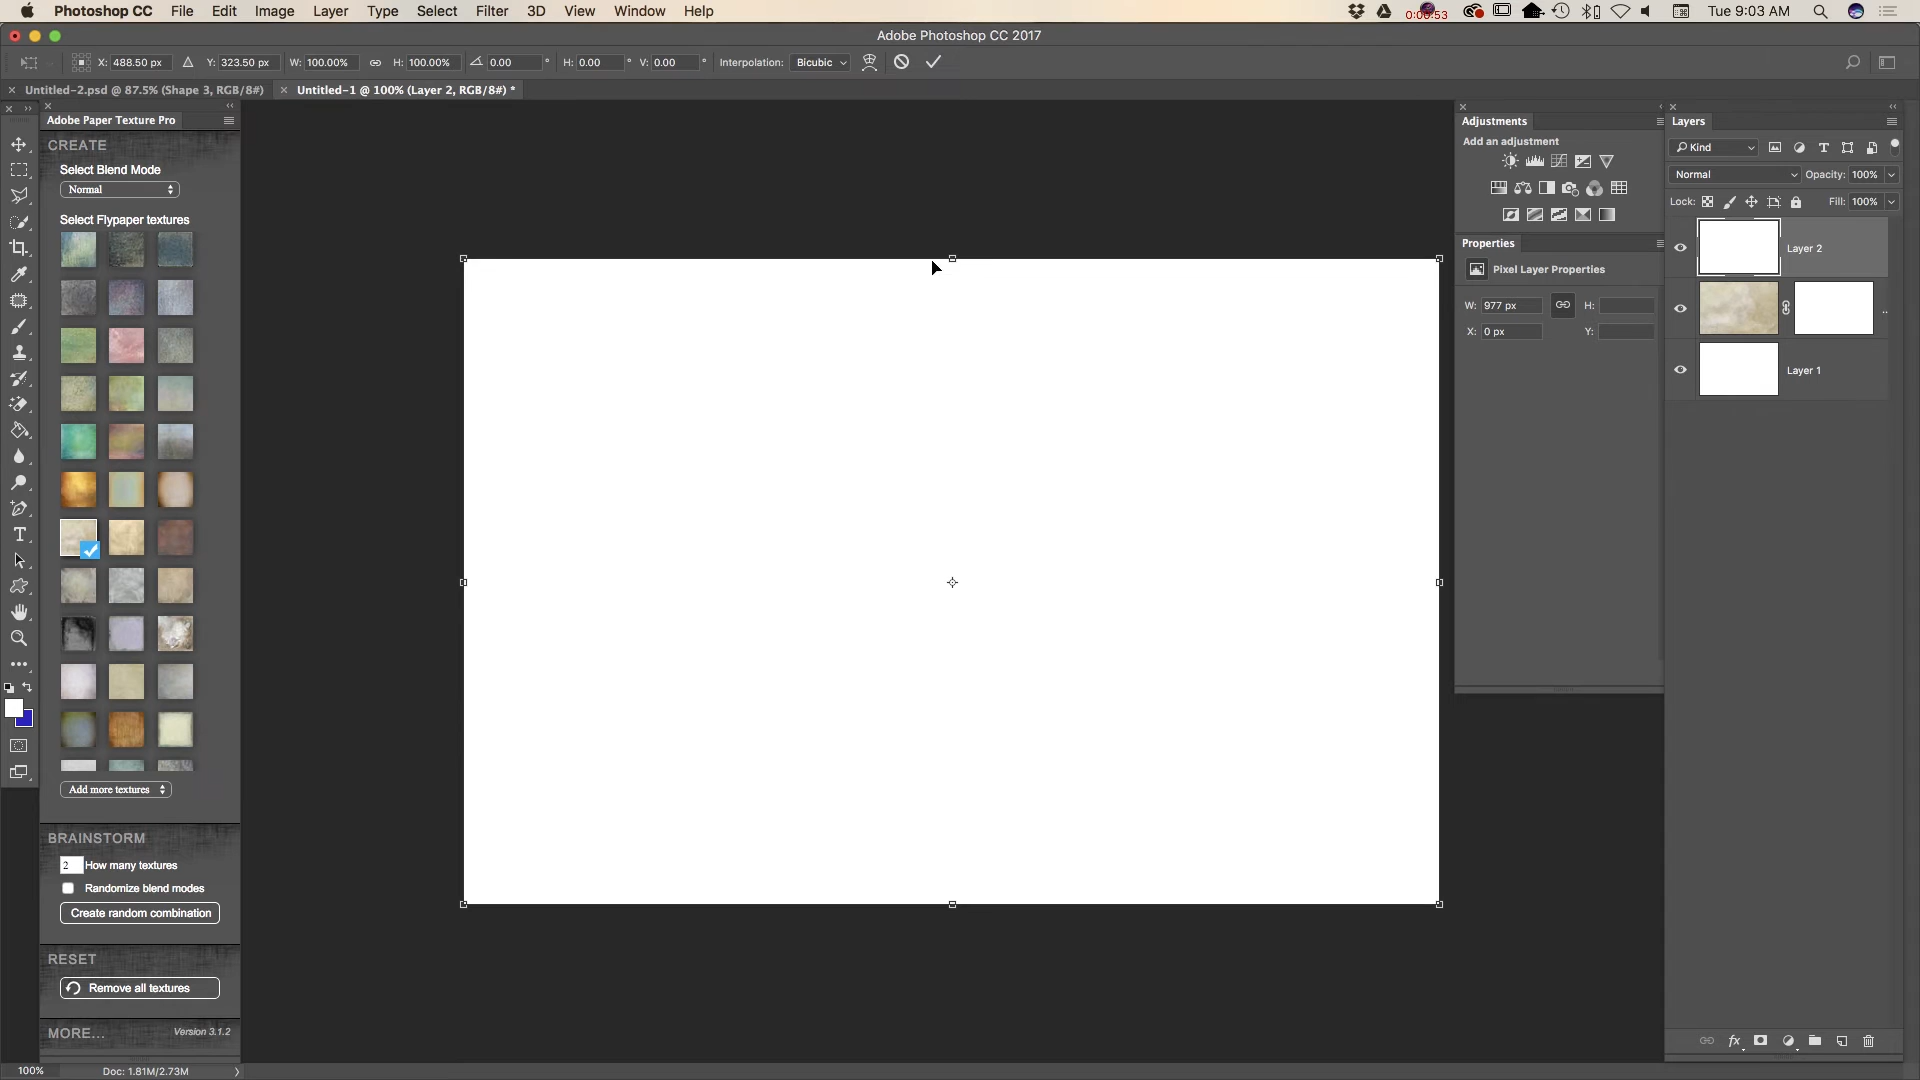 Photoshop CC File Edit Image Layer Type Select Filter 3D View Window Help
0:06:53
Tue 9:03 AM
Adobe Photoshop CC 2017
X: 488.50 px Y: 323.50 px W: 100.00% H: 100.00% 0.00 ° H: 0.00 ° V: 0.00 ° Interpolation: Bicubic
Untitled-2.psd @ 87.5% (Shape 3, RGB/8#)
Untitled-1 @ 100% (Layer 2, RGB/8#) *
Adobe Paper Texture Pro
CREATE
Select Blend Mode
Normal
Select Flypaper textures
Add more textures
BRAINSTORM
2 How many textures
Randomize blend modes
Create random combination
RESET
Remove all textures
MORE...
Version 3.1.2
100%
Doc: 1.81M/2.73M
Adjustments
Add an adjustment
Properties
Pixel Layer Properties
W: 977 px H:
X: 0 px Y:
Layers
Kind
Normal Opacity: 100%
Lock: Fill: 100%
Layer 2
..
Layer 1
fx